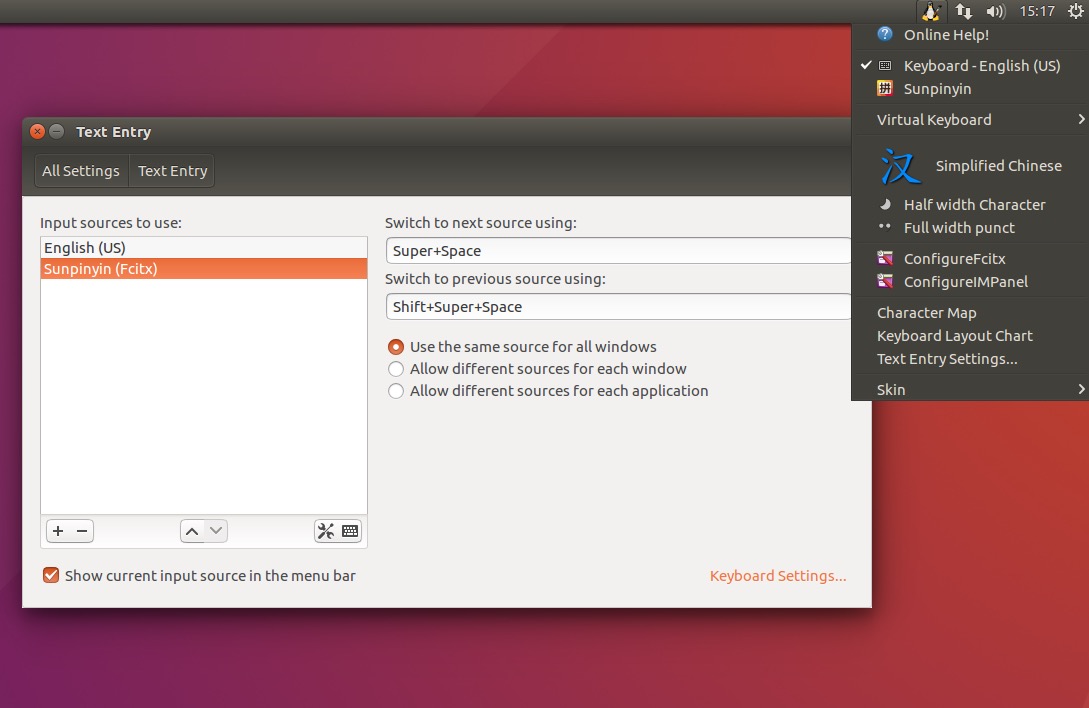 15:17
Text Entry
All Settings
Text Entry
Input sources to use:
English (US)
Sunpinyin (Fcitx)
Switch to next source using:
Super+Space
Switch to previous source using:
Shift+Super+Space
Use the same source for all windows
Allow different sources for each window
Allow different sources for each application
Show current input source in the menu bar
Keyboard Settings...
Online Help!
Keyboard - English (US)
拼 Sunpinyin
Virtual Keyboard
汉 Simplified Chinese
Half width Character
Full width punct
ConfigureFcitx
ConfigureIMPanel
Character Map
Keyboard Layout Chart
Text Entry Settings...
Skin